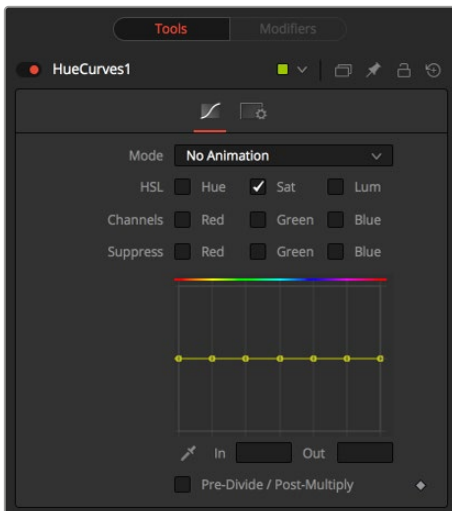 Tools Modifiers
HueCurves1
Mode No Animation
HSL Hue Sat Lum
Channels Red Green Blue
Suppress Red Green Blue
In Out
Pre-Divide / Post-Multiply